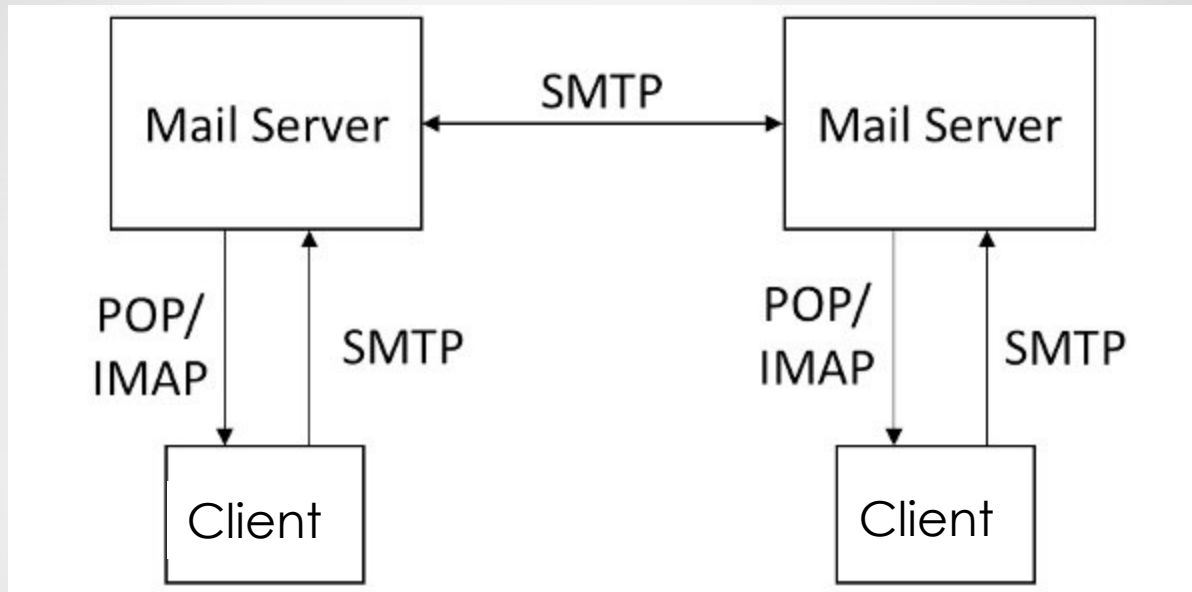 SMTP
Mail Server
Mail Server
POP/
IMAP
SMTP
POP/
IMAP
SMTP
Client
Client